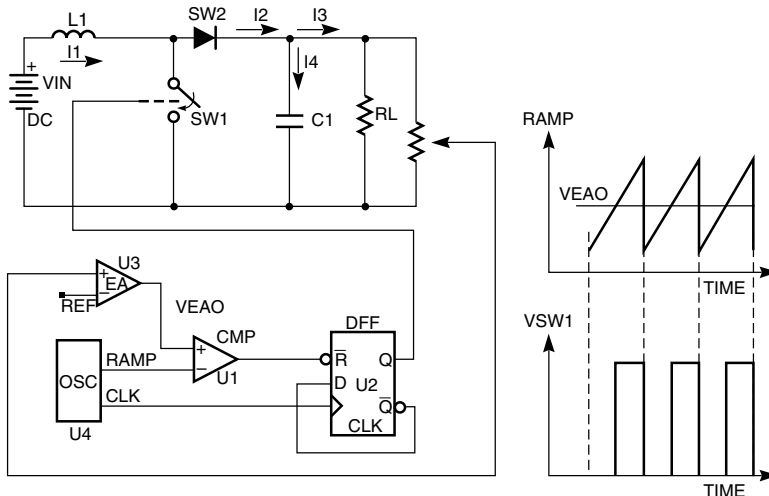 SW2
I2
I3
L1
I1
I4
+
VIN
DC
SW1
C1
RL
RAMP
VEAO
TIME
U3
+
EA
−
REF
VEAO
DFF
CMP
VSW1
+
−
U1
R
Q
D
U2
Q
CLK
RAMP
OSC
CLK
U4
TIME